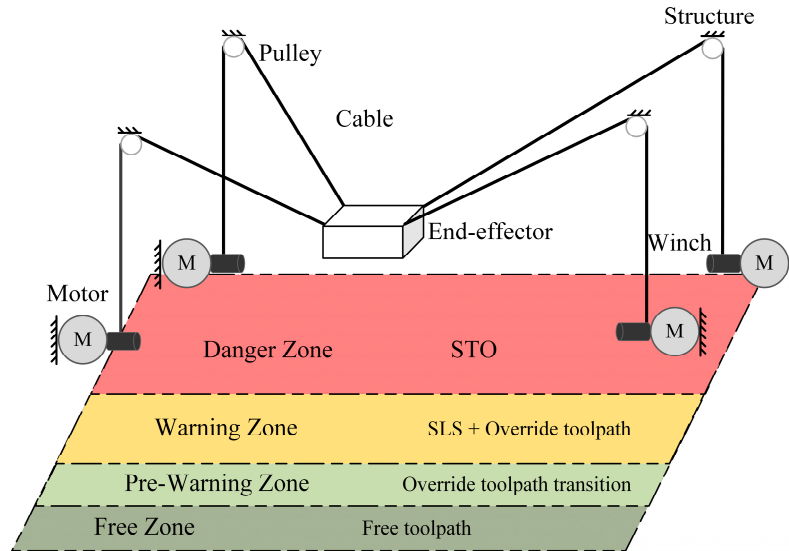 Structure
Pulley
Cable
End-effector
Winch
M
M
Motor
M
M
Danger Zone STO
Warning Zone SLS + Override toolpath
Pre-Warning Zone Override toolpath transition
Free Zone Free toolpath